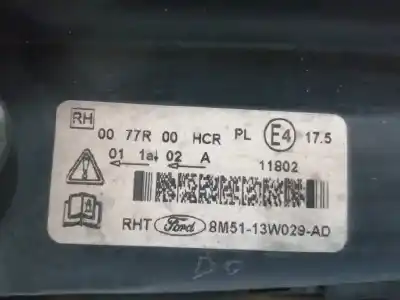 RH
00 77R 00 HCR PL E4 17.5
01 1a 02 A
11802
RHT Ford 8M51-13W029-AD